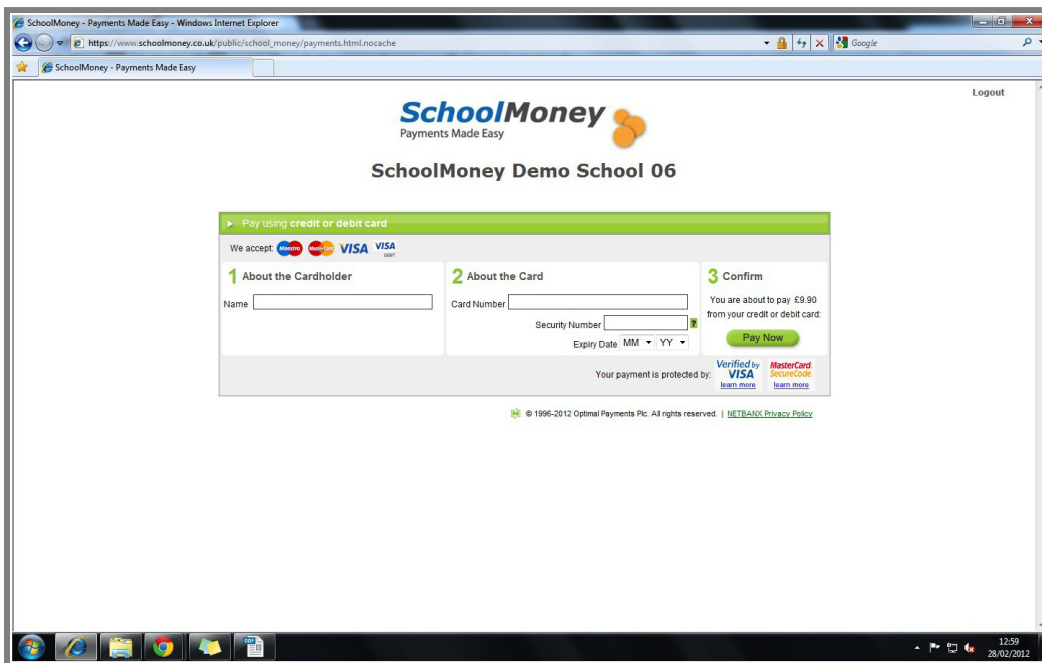 SchoolMoney - Payments Made Easy - Windows Internet Explorer
https://www.schoolmoney.co.uk/public/school_money/payments.html.nocache
Google
SchoolMoney - Payments Made Easy
Logout
SchoolMoney
Payments Made Easy
SchoolMoney Demo School 06
Pay using credit or debit card
We accept: Maestro MasterCard VISA VISA DEBIT
1 About the Cardholder
Name
2 About the Card
Card Number
Security Number ?
Expiry Date MM YY
3 Confirm
You are about to pay £9.90
from your credit or debit card:
Pay Now
Your payment is protected by:
Verified by VISA learn more
MasterCard. SecureCode. learn more
© 1996-2012 Optimal Payments Plc. All rights reserved. | NETBANX Privacy Policy
ODF
12:59
28/02/2012